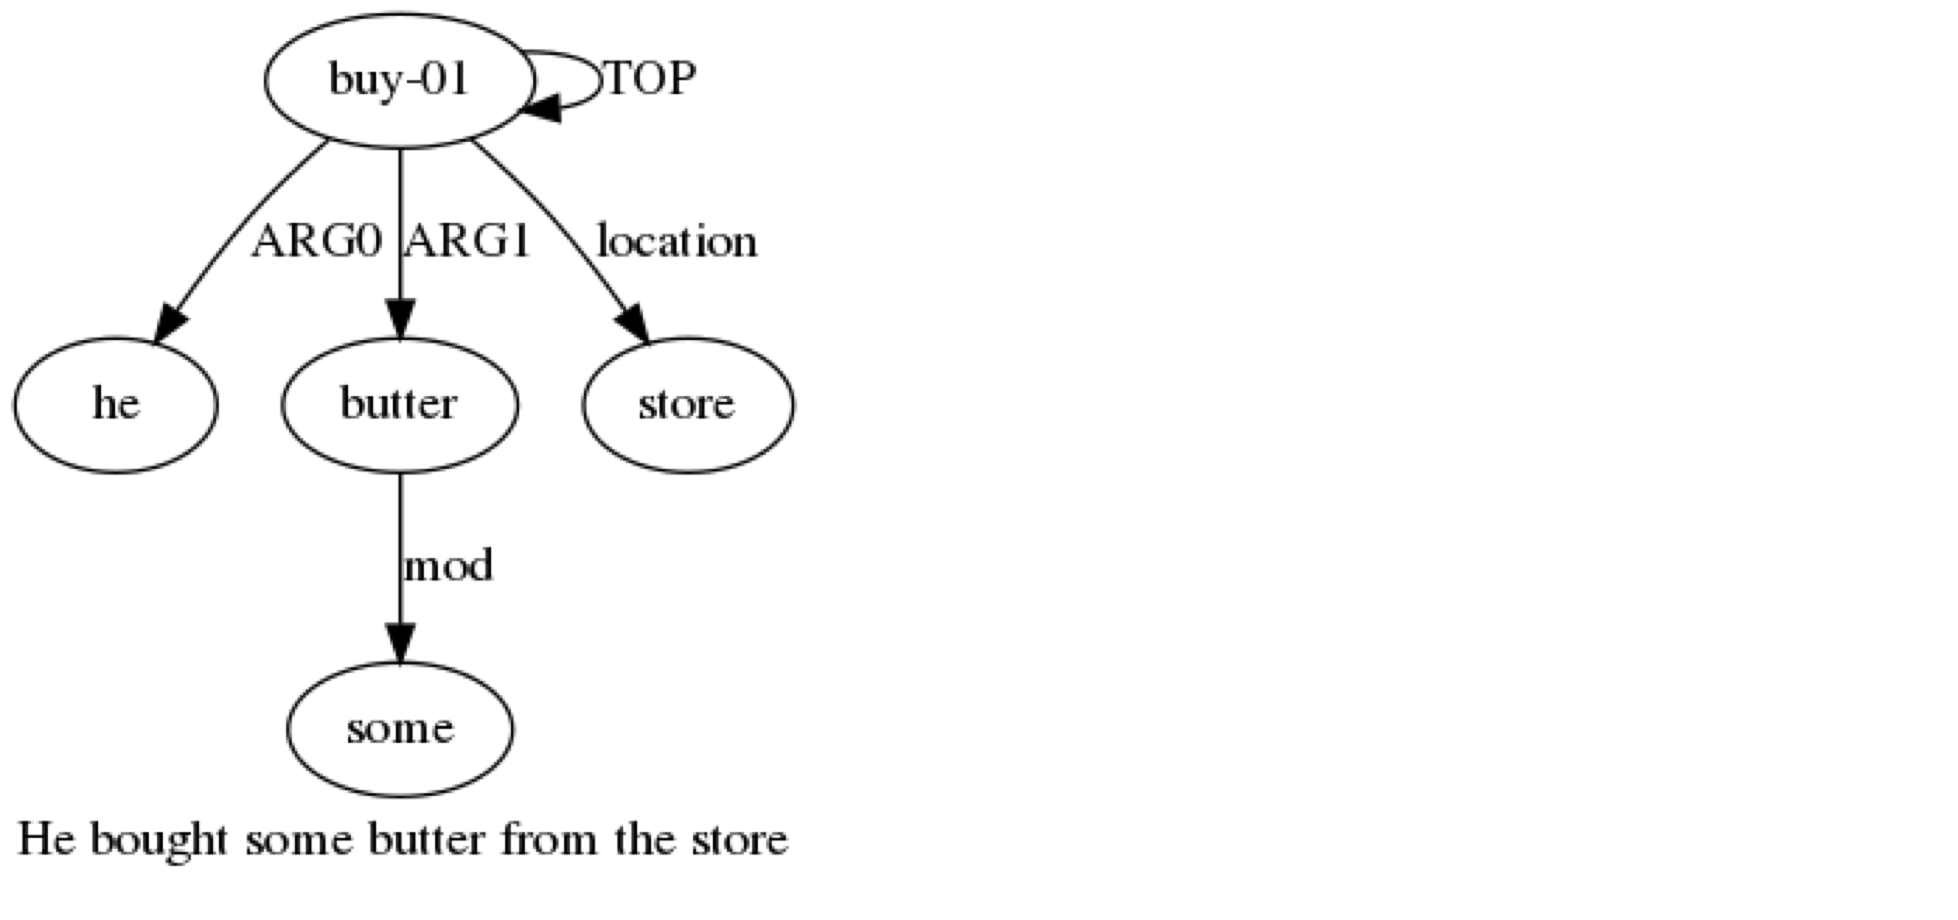 buy-01
TOP
ARG0 ARG1 location
he butter store
mod
some
He bought some butter from the store